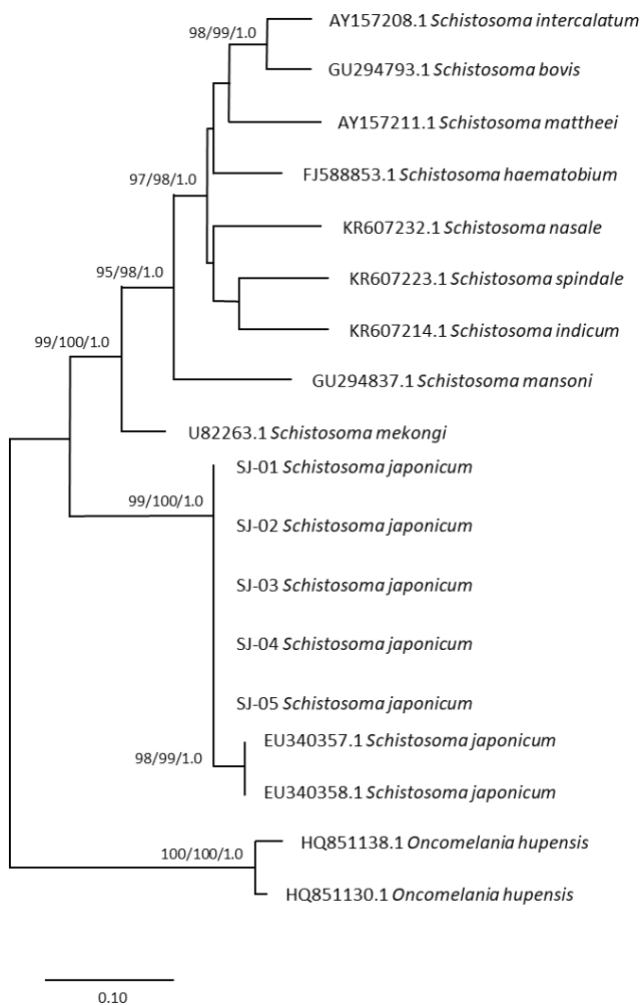 AY157208.1 Schistosoma intercalatum
98/99/1.0
GU294793.1 Schistosoma bovis
AY157211.1 Schistosoma mattheei
FJ588853.1 Schistosoma haematobium
97/98/1.0
KR607232.1 Schistosoma nasale
95/98/1.0
KR607223.1 Schistosoma spindale
KR607214.1 Schistosoma indicum
99/100/1.0
GU294837.1 Schistosoma mansoni
U82263.1 Schistosoma mekongi
SJ-01 Schistosoma japonicum
99/100/1.0
SJ-02 Schistosoma japonicum
SJ-03 Schistosoma japonicum
SJ-04 Schistosoma japonicum
SJ-05 Schistosoma japonicum
EU340357.1 Schistosoma japonicum
98/99/1.0
EU340358.1 Schistosoma japonicum
HQ851138.1 Oncomelania hupensis
100/100/1.0
HQ851130.1 Oncomelania hupensis
0.10